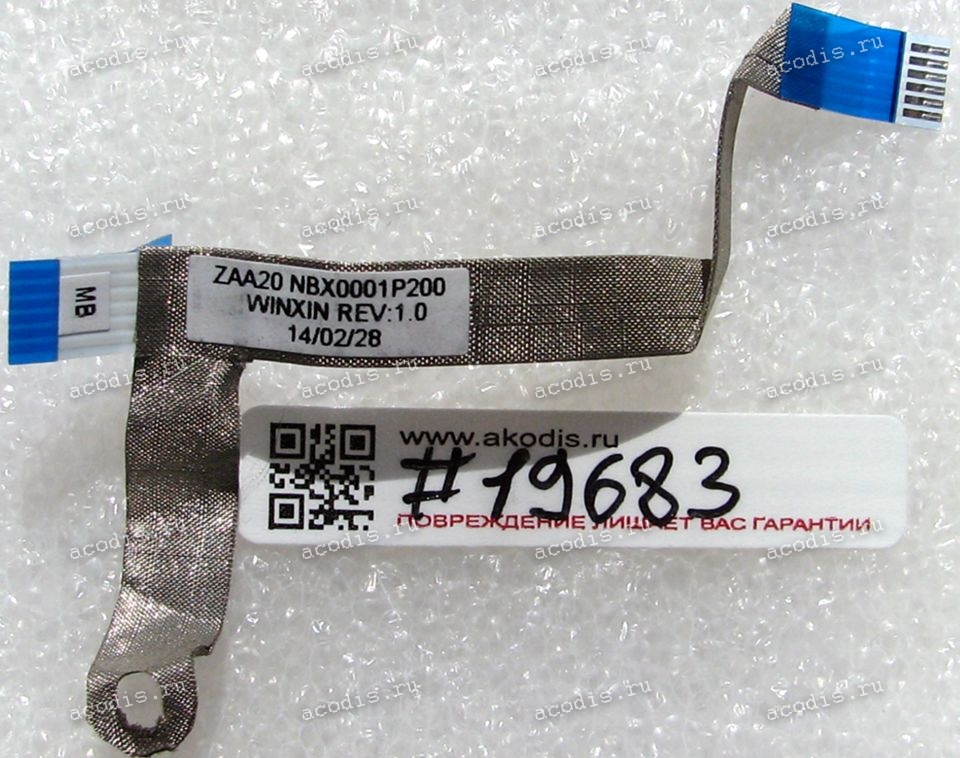 MB
ZAA20 NBX0001P200
WINXIN REV:1.0
14/02/28
www.akodis.ru
#19683
ПОВРЕЖДЕНИЕ ЛИШАЕТ ВАС ГАРАНТИИ
acodis.ru